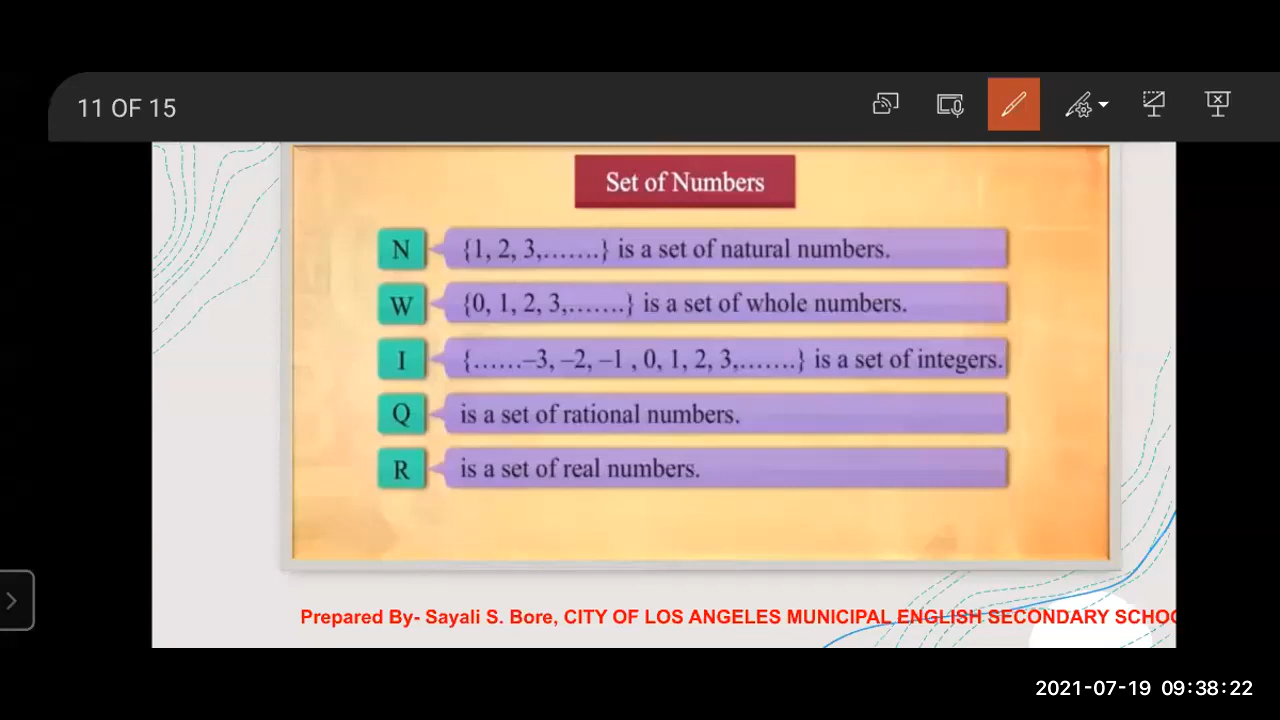 11 OF 15
Set of Numbers
N {1, 2, 3,.......} is a set of natural numbers.
W {0, 1, 2, 3,.......} is a set of whole numbers.
I {......–3, –2, –1 , 0, 1, 2, 3,.......} is a set of integers.
Q is a set of rational numbers.
R is a set of real numbers.
Prepared By- Sayali S. Bore, CITY OF LOS ANGELES MUNICIPAL ENGLISH SECONDARY SCHOO
2021-07-19 09:38:22